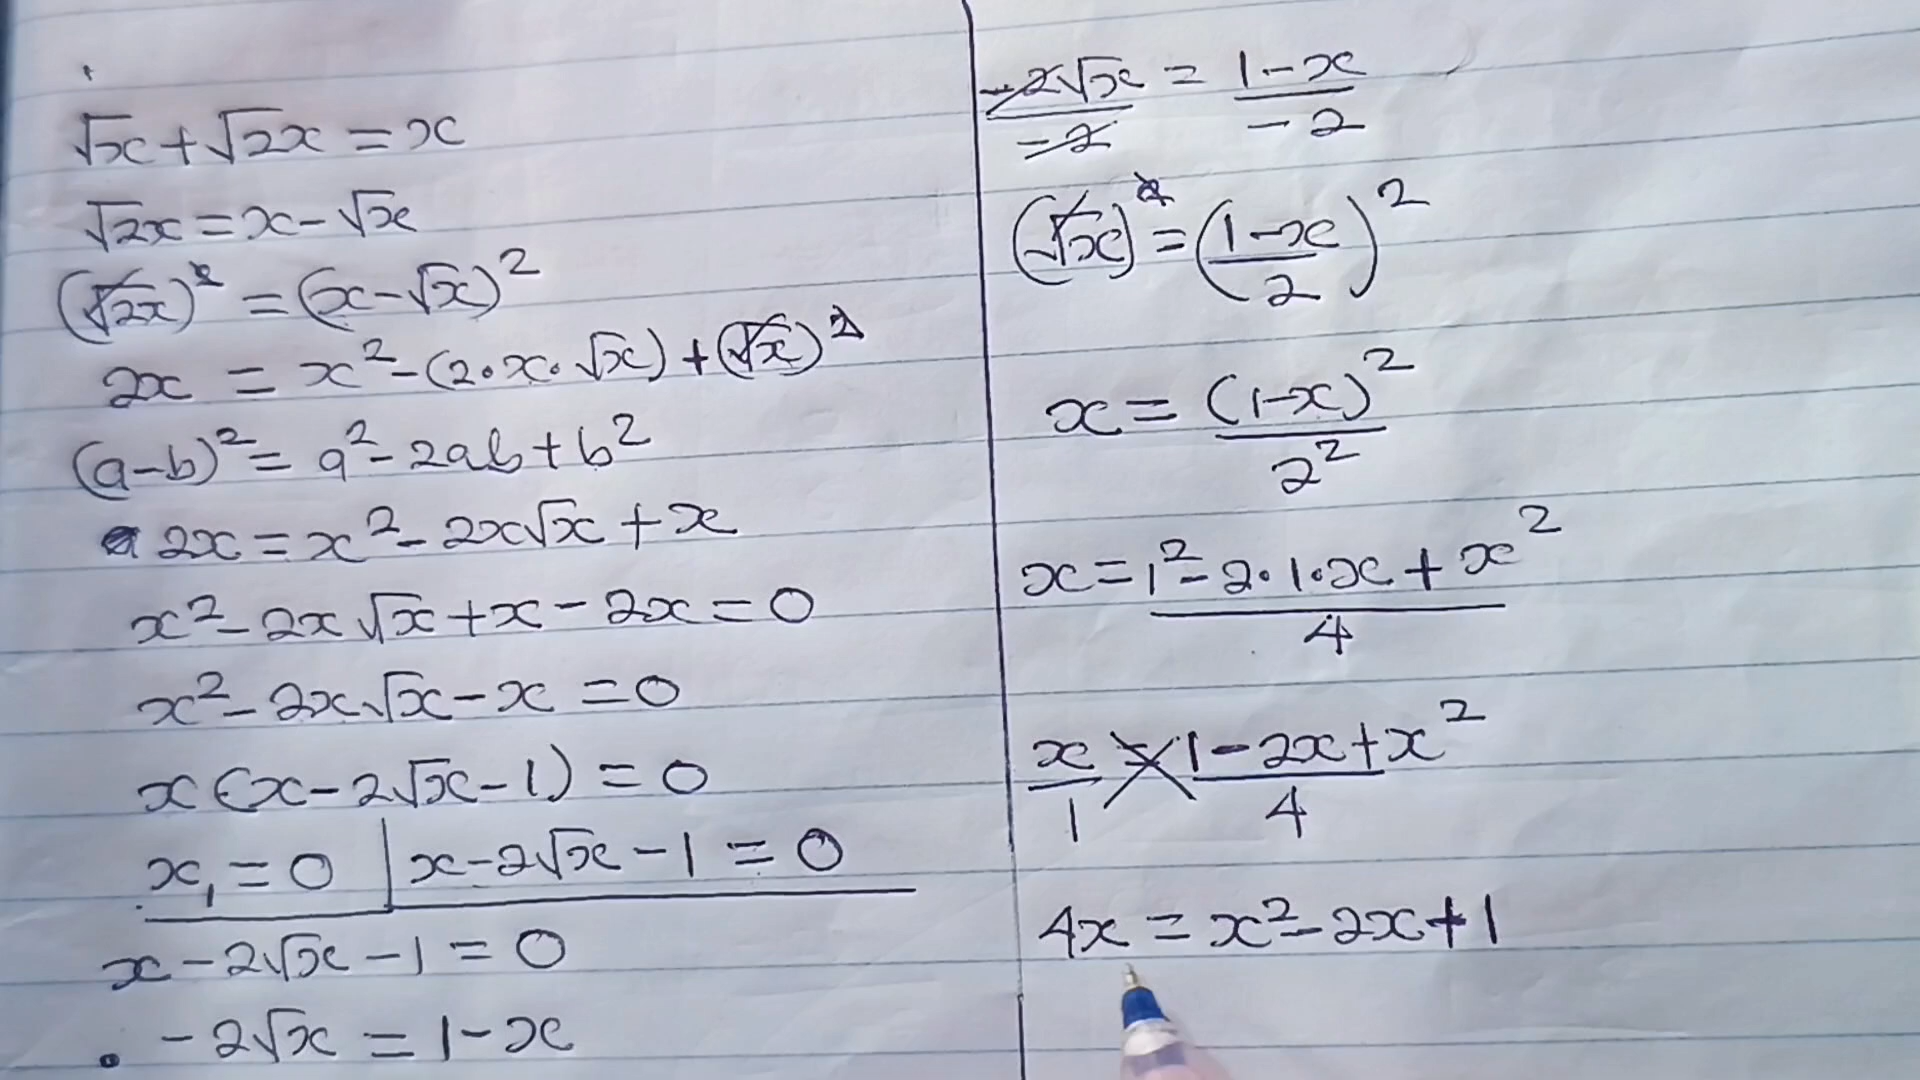 √x+√2x=x
√2x=x-√x
(√2x)²=(x-√x)²
2x=x²-(2·x·√x)+(√x)²
(a-b)²=a²-2ab+b²
2x=x²-2x√x+x
x²-2x√x+x-2x=0
x²-2x√x-x=0
x(x-2√x-1)=0
x₁=0 | x-2√x-1=0
x-2√x-1=0
-2√x=1-x
-2√x/-2=1-x/-2
(√x)²=(1-x/2)²
x=(1-x)²/2²
x=1²-2·1·x+x²/4
x/1=1-2x+x²/4
4x=x²-2x+1